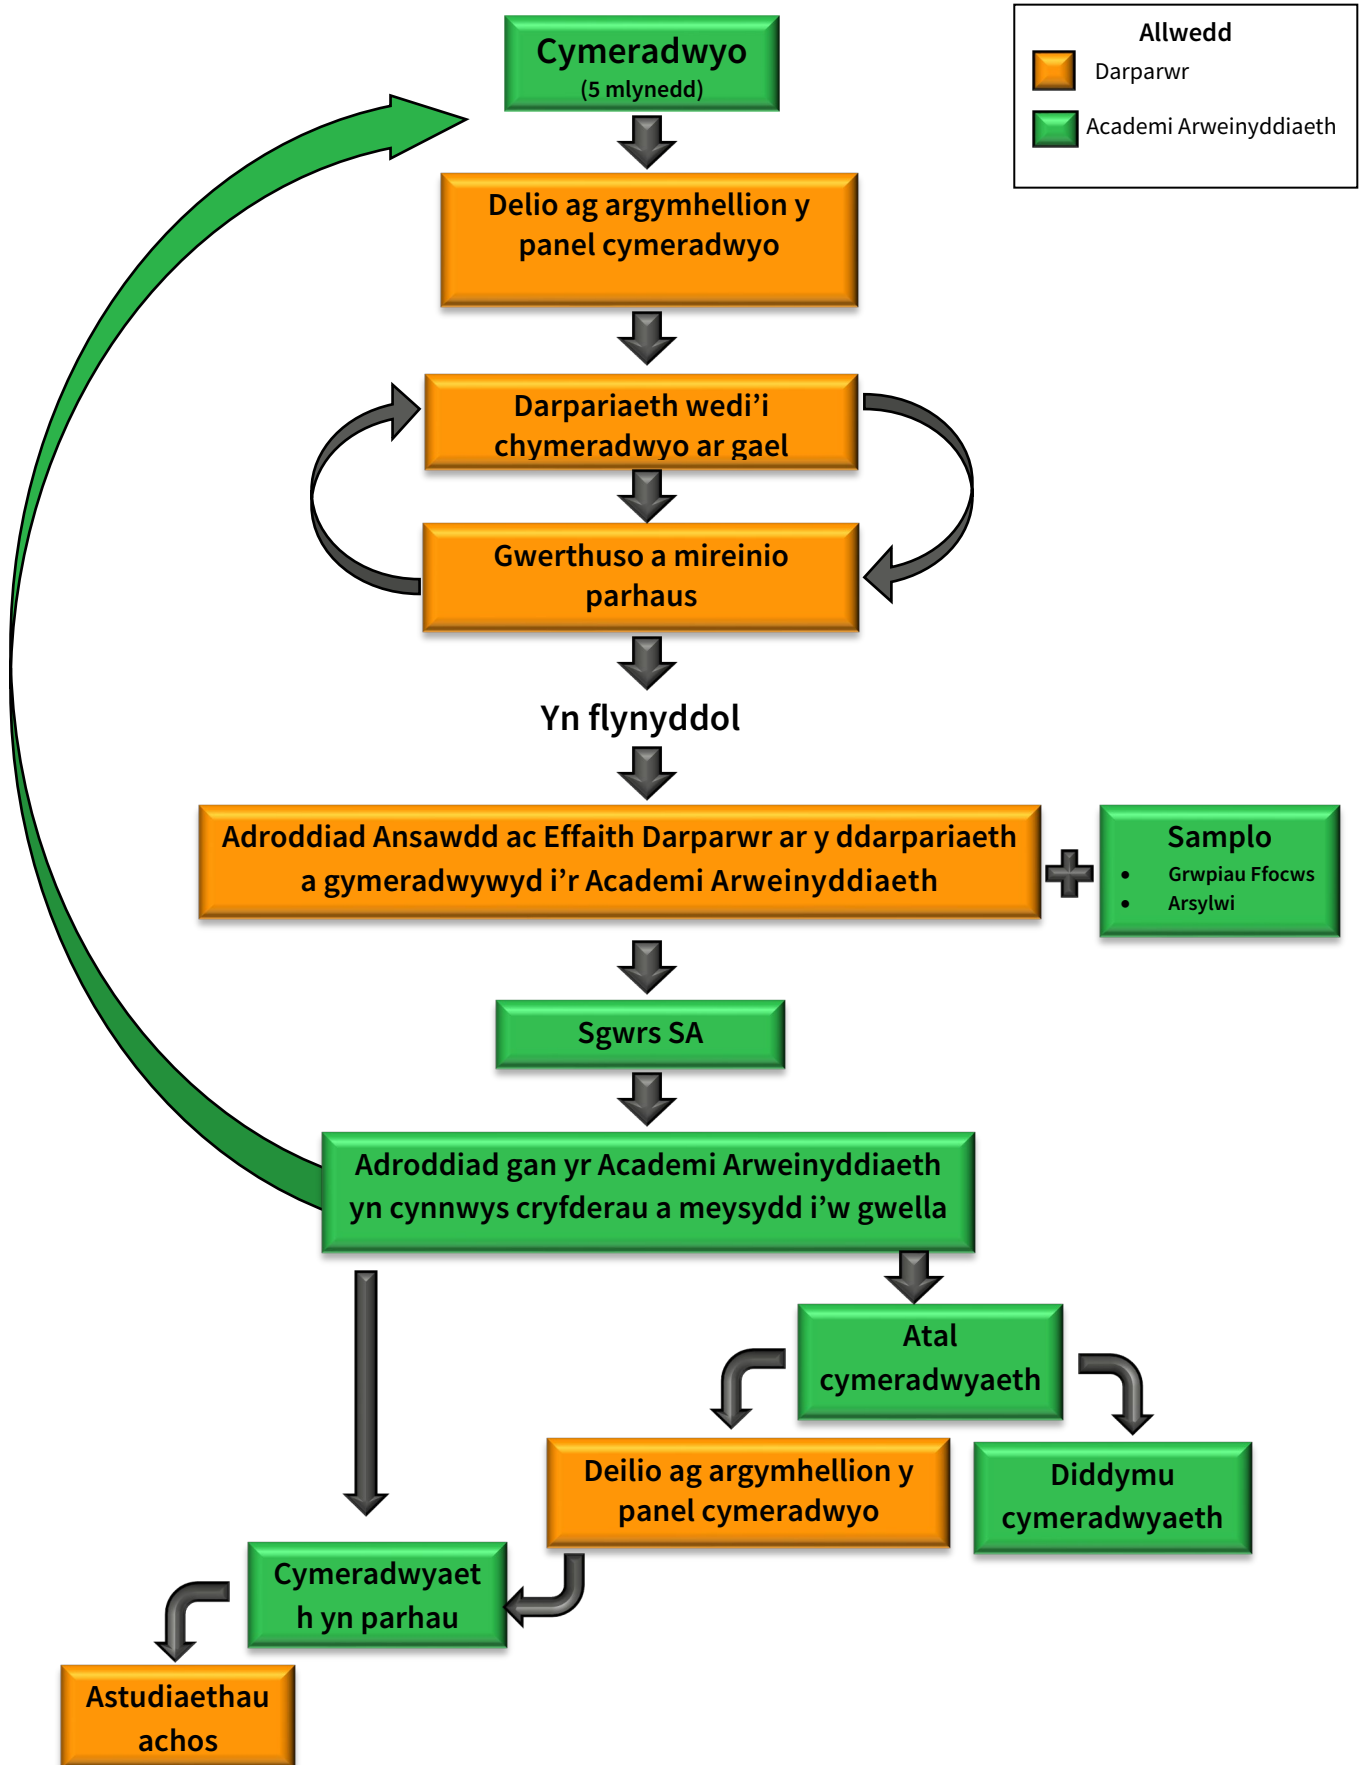 Cymeradwyo
(5 mlynedd)
Allwedd
Darparwr
Academi Arweinyddiaeth
Delio ag argymhellion y
panel cymeradwyo
Darpariaeth wedi’i
chymeradwyo ar gael
Gwerthuso a mireinio
parhaus
Yn flynyddol
Adroddiad Ansawdd ac Effaith Darparwr ar y ddarpariaeth
a gymeradwywyd i’r Academi Arweinyddiaeth
Samplo
• Grwpiau Ffocws
• Arsylwi
Sgwrs SA
Adroddiad gan yr Academi Arweinyddiaeth
yn cynnwys cryfderau a meysydd i’w gwella
Atal
cymeradwyaeth
Deilio ag argymhellion y
panel cymeradwyo
Diddymu
cymeradwyaeth
Cymeradwyaet
h yn parhau
Astudiaethau
achos